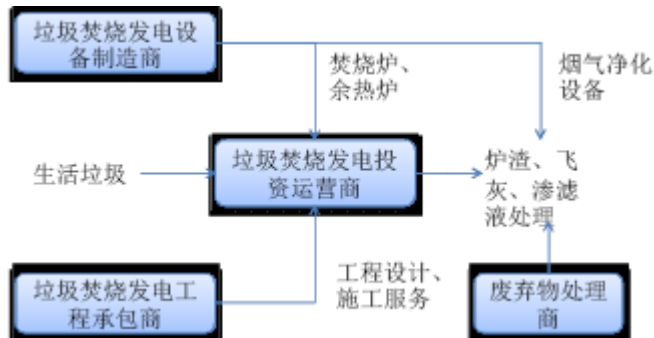 垃圾焚烧发电设
备制造商
焚烧炉、
余热炉
烟气净化
设备
生活垃圾
垃圾焚烧发电投
资运营商
炉渣、飞
灰、渗滤
液处理
垃圾焚烧发电工
程承包商
工程设计、
施工服务
废弃物处理
商